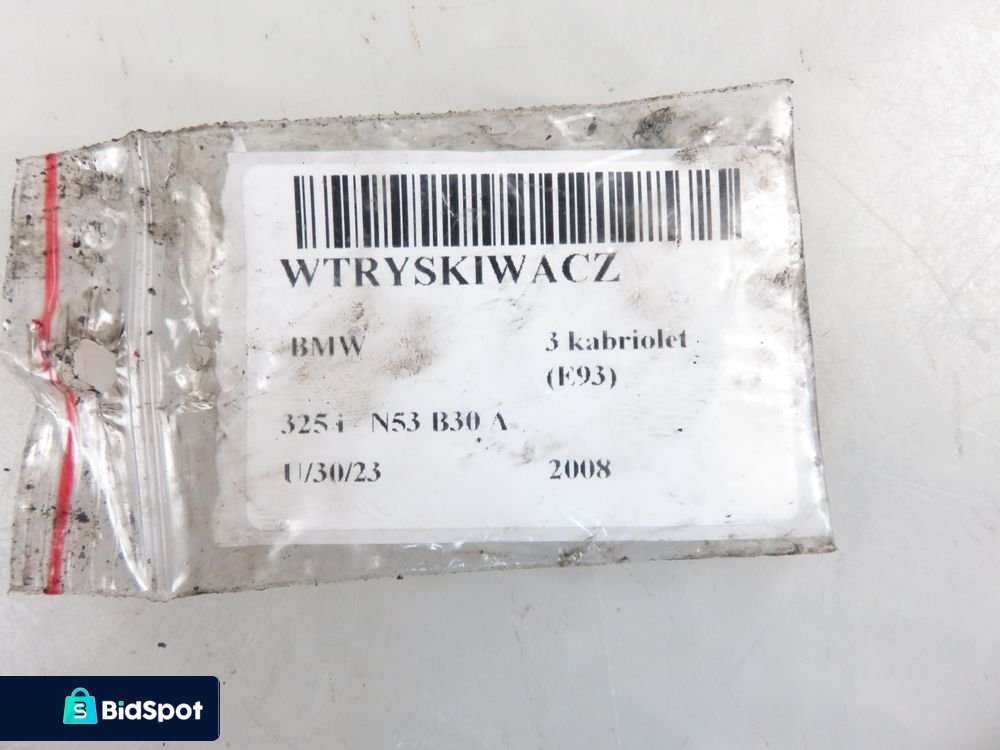 WTRYSKIWACZ
BMW 3 kabriolet
(E93)
325 i N53 B30 A
U/30/23 2008
BidSpot